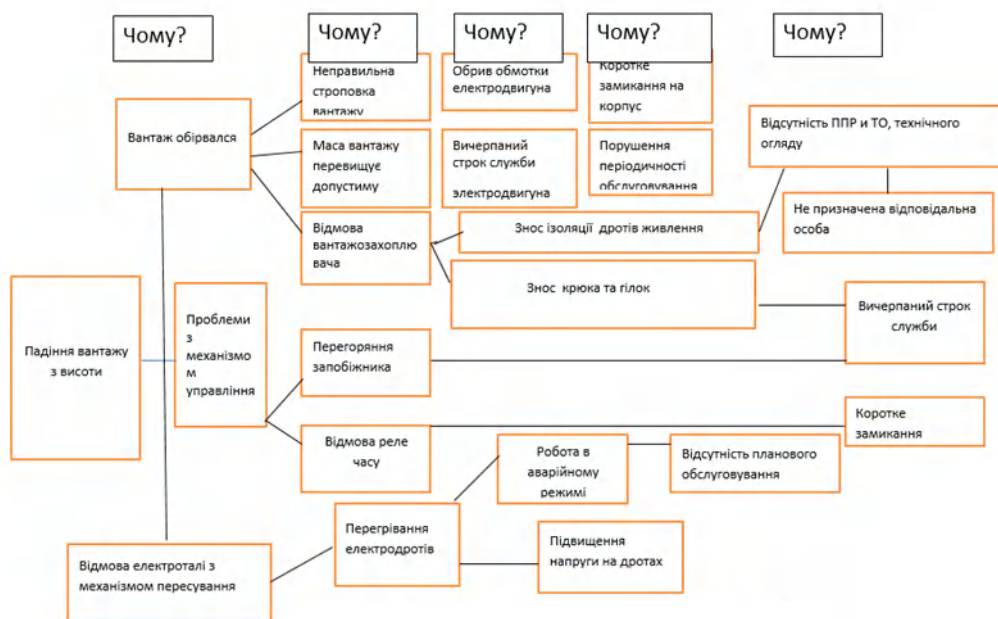 Чому?
Чому?
Чому?
Чому?
Чому?
Неправильна
строповка
вантажу
Обрив обмотки
електродвигуна
Коротке
замикання на
корпус
Вантаж обірвался
Маса вантажу
перевищує
допустиму
Вичерпаний
строк служби
электродвигуна
Порушення
періодичності
обслуговування
Відсутність ППР и ТО, технічного
огляду
Не призначена відповідальна
особа
Відмова
вантажозахоплю
вача
Знос ізоляції дротів живлення
Знос крюка та гілок
Вичерпаний строк
служби
Падіння вантажу
з висоти
Проблеми
з
механізмо
м
управління
Перегоряння
запобіжника
Відмова реле
часу
Коротке
замикання
Робота в
аварійному
режимі
Відсутність планового
обслуговування
Перегрівання
електродротів
Підвищення
напруги на дротах
Відмова електроталі з
механізмом пересування